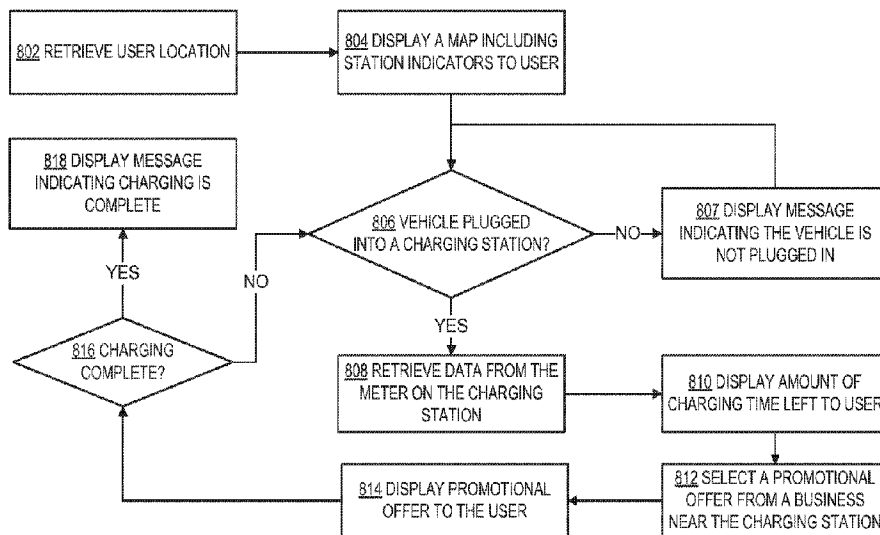 802 RETRIEVE USER LOCATION
804 DISPLAY A MAP INCLUDING
STATION INDICATORS TO USER
818 DISPLAY MESSAGE
INDICATING CHARGING IS
COMPLETE
806 VEHICLE PLUGGED
INTO A CHARGING STATION?
NO
807 DISPLAY MESSAGE
INDICATING THE VEHICLE IS
NOT PLUGGED IN
YES
NO
YES
816 CHARGING
COMPLETE?
808 RETRIEVE DATA FROM THE
METER ON THE CHARGING
STATION
810 DISPLAY AMOUNT OF
CHARGING TIME LEFT TO USER
812 SELECT A PROMOTIONAL
OFFER FROM A BUSINESS
NEAR THE CHARGING STATION
814 DISPLAY PROMOTIONAL
OFFER TO THE USER